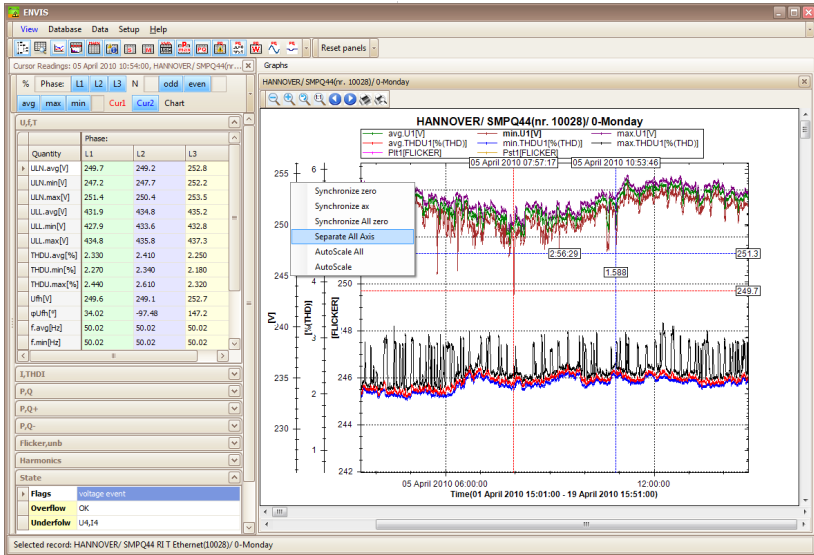 ENVIS
View Database Data Setup Help
Reset panels
Cursor Readings: 05 April 2010 10:54:00, HANNOVER/ SMPQ44(nr...
% Phase: L1 L2 L3 N odd even
avg max min Cur1 Cur2 Chart
U,f,T
Phase:
Quantity L1 L2 L3
ULN.avg[V] 249.7 249.2 252.8
ULN.min[V] 247.2 247.7 252.2
ULN.max[V] 251.4 250.4 253.5
ULL.avg[V] 431.9 434.8 435.2
ULL.min[V] 427.9 433.6 432.8
ULL.max[V] 434.8 435.8 437.3
THDU.avg[%] 2.330 2.410 2.250
THDU.min[%] 2.270 2.340 2.180
THDU.max[%] 2.440 2.610 2.320
Ufh[V] 249.6 249.1 252.7
φUfh[°] 34.02 -97.48 147.2
f.avg[Hz] 50.02 50.02 50.02
f.min[Hz] 50.02 50.02 50.02
I,THDI
P,Q
P,Q+
P,Q-
Flicker,unb
Harmonics
State
Flags voltage event
Overflow OK
Underfolw U4,I4
Graphs
HANNOVER/ SMPQ44(nr. 10028)/ 0-Monday
HANNOVER/ SMPQ44(nr. 10028)/ 0-Monday
avg.U1[V] min.U1[V] max.U1[V]
avg.THDU1[%(THD)] min.THDU1[%(THD)] max.THDU1[%(THD)]
Plt1[FLICKER] Pst1[FLICKER]
05 April 2010 07:57:17 05 April 2010 10:53:46
255 6
Synchronize zero
Synchronize ax
Synchronize All zero
250
Separate All Axis
AutoScale All
2:56:29 251.3
AutoScale
1.588
245 4 250
249.7
[V] [%(THD)] [FLICKER]
240 3 248
235 2 246
230 244
1
242
05 April 2010 06:00:00 12:00:00
Time(01 April 2010 15:01:00 - 19 April 2010 15:51:00)
Selected record: HANNOVER/ SMPQ44 RI T Ethernet(10028)/ 0-Monday